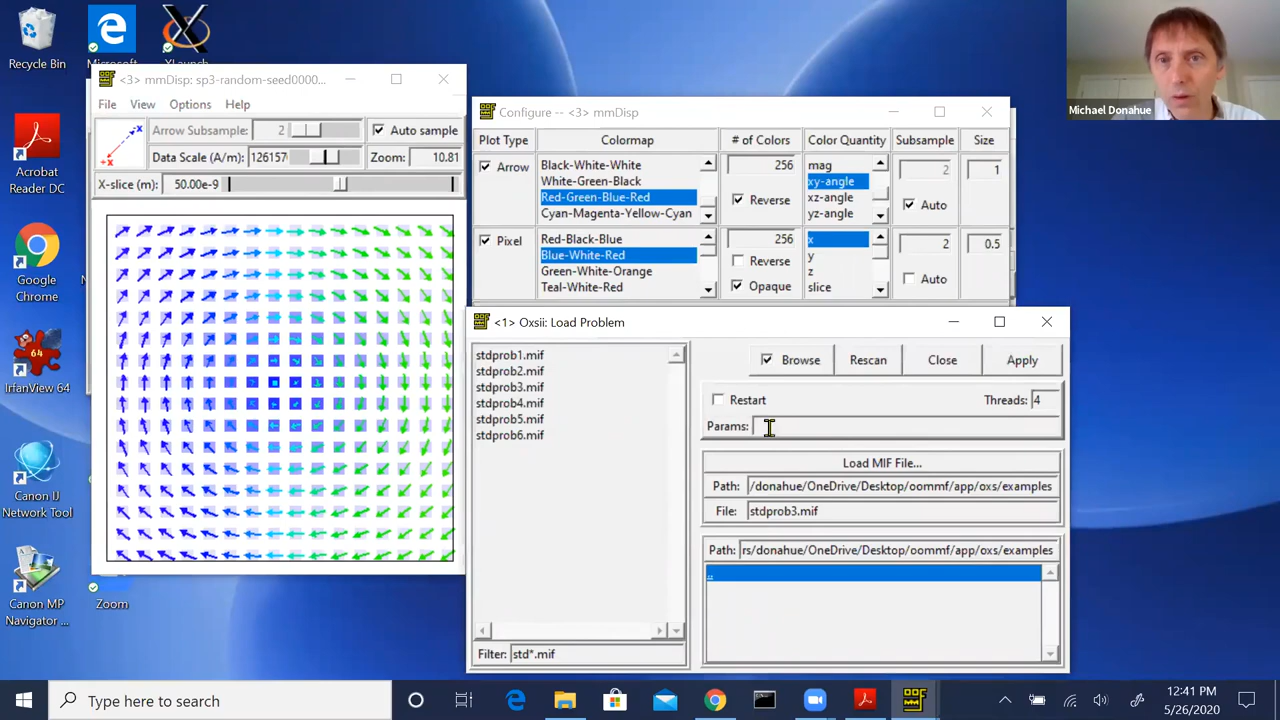 Recycle Bin
Microsoft
XLaunch
Acrobat
Reader DC
Google
Chrome
64
IrfanView 64
Canon IJ
Network Tool
Canon MP
Navigator ...
Zoom
<3> mmDisp: sp3-random-seed0000...
File View Options Help
Arrow Subsample: 2
Auto sample
+X
-X
Data Scale (A/m): 126157
Zoom: 10.81
X-slice (m): 50.00e-9
Configure -- <3> mmDisp
Plot Type Colormap # of Colors Color Quantity Subsample Size
Arrow
Black-White-White
White-Green-Black
Red-Green-Blue-Red
Cyan-Magenta-Yellow-Cyan
256
Reverse
mag
xy-angle
xz-angle
yz-angle
2
Auto
1
Pixel
Red-Black-Blue
Blue-White-Red
Green-White-Orange
Teal-White-Red
256
Reverse
Opaque
x
y
z
slice
2
Auto
0.5
<1> Oxsii: Load Problem
stdprob1.mif
stdprob2.mif
stdprob3.mif
stdprob4.mif
stdprob5.mif
stdprob6.mif
Filter: std*.mif
Browse Rescan Close Apply
Restart Threads: 4
Params:
Load MIF File...
Path: /donahue/OneDrive/Desktop/oommf/app/oxs/examples
File: stdprob3.mif
Path: rs/donahue/OneDrive/Desktop/oommf/app/oxs/examples
..
Michael Donahue
Type here to search
12:41 PM
5/26/2020